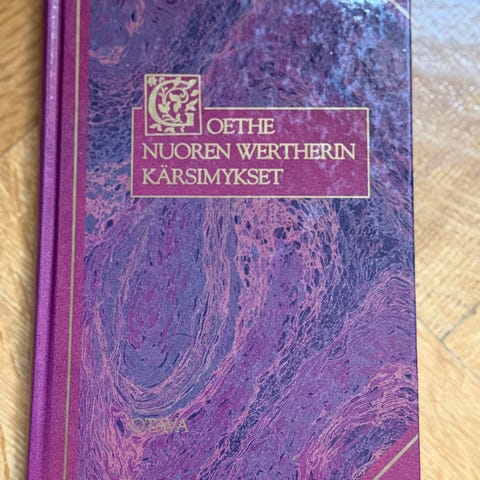 GOETHE
NUOREN WERTHERIN
KÄRSIMYKSET
OTAVA